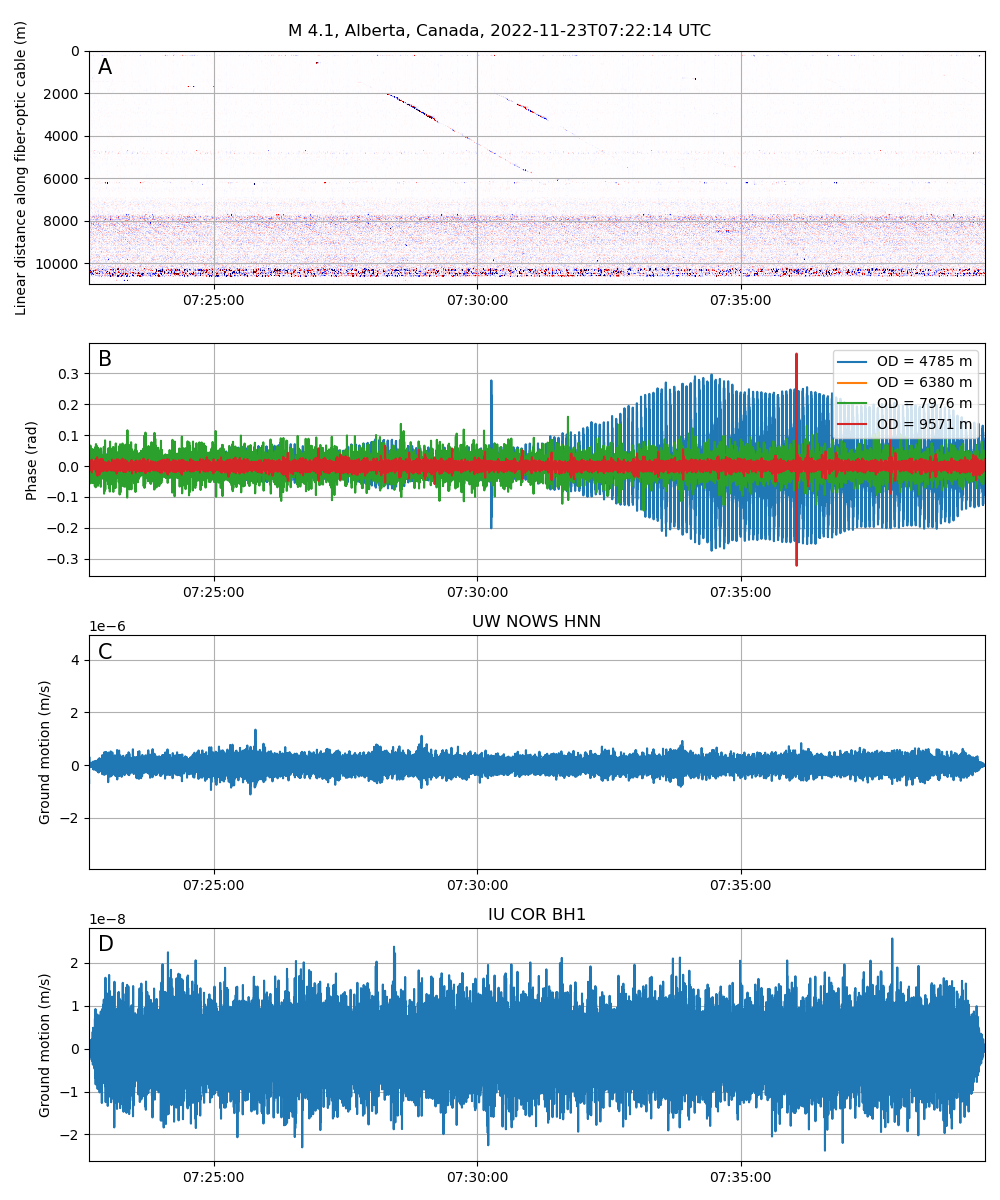 M 4.1, Alberta, Canada, 2022-11-23T07:22:14 UTC
A
Linear distance along fiber-optic cable (m)
0
2000
4000
6000
8000
10000
07:25:00 07:30:00 07:35:00
B
Phase (rad)
0.3
0.2
0.1
0.0
−0.1
−0.2
−0.3
OD = 4785 m
OD = 6380 m
OD = 7976 m
OD = 9571 m
07:25:00 07:30:00 07:35:00
UW NOWS HNN
1e−6
C
Ground motion (m/s)
4
2
0
−2
07:25:00 07:30:00 07:35:00
IU COR BH1
1e−8
D
Ground motion (m/s)
2
1
0
−1
−2
07:25:00 07:30:00 07:35:00